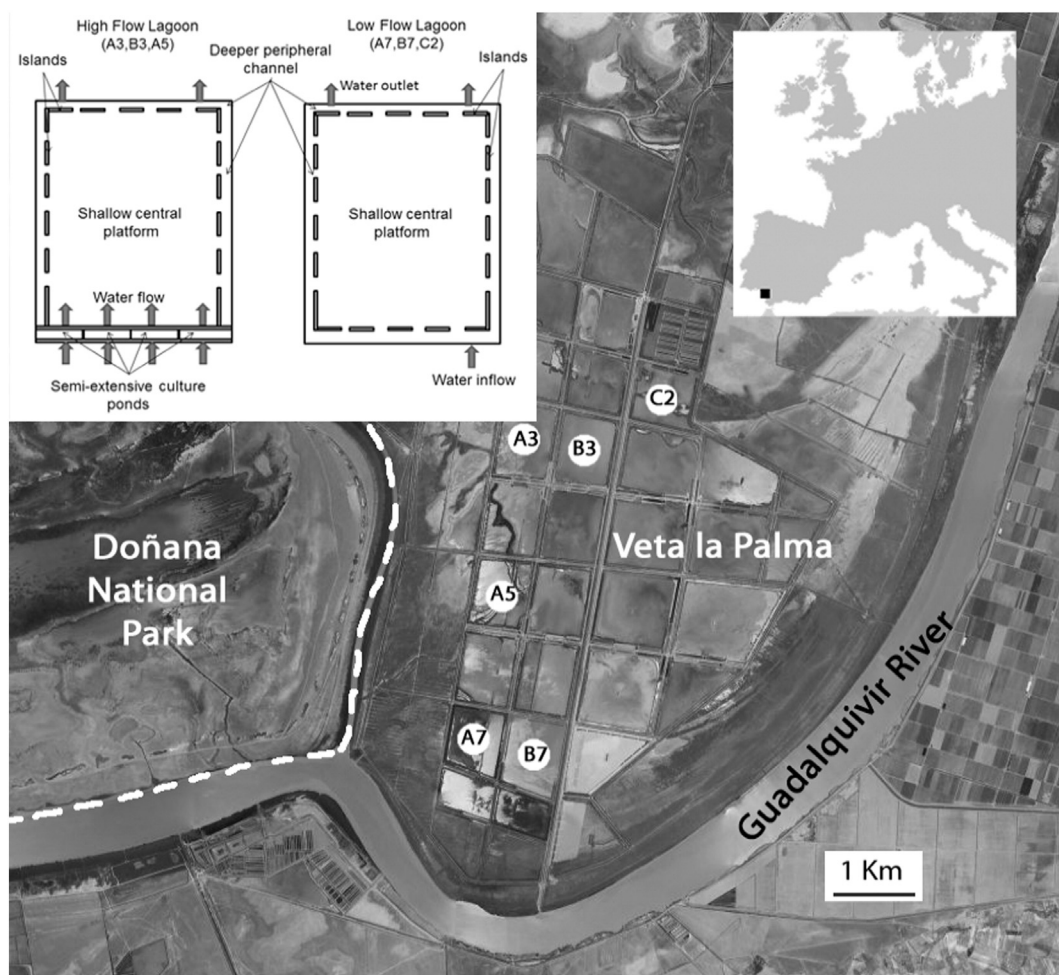 High Flow Lagoon
(A3,B3,A5)
Low Flow Lagoon
(A7,B7,C2)
Islands
Deeper peripheral
channel
Islands
Water outlet
Shallow central
platform
Shallow central
platform
Water flow
Semi-extensive culture
ponds
Water inflow
C2
A3
B3
Doñana
National
Park
Veta la Palma
A5
A7
B7
Guadalquivir River
1 Km